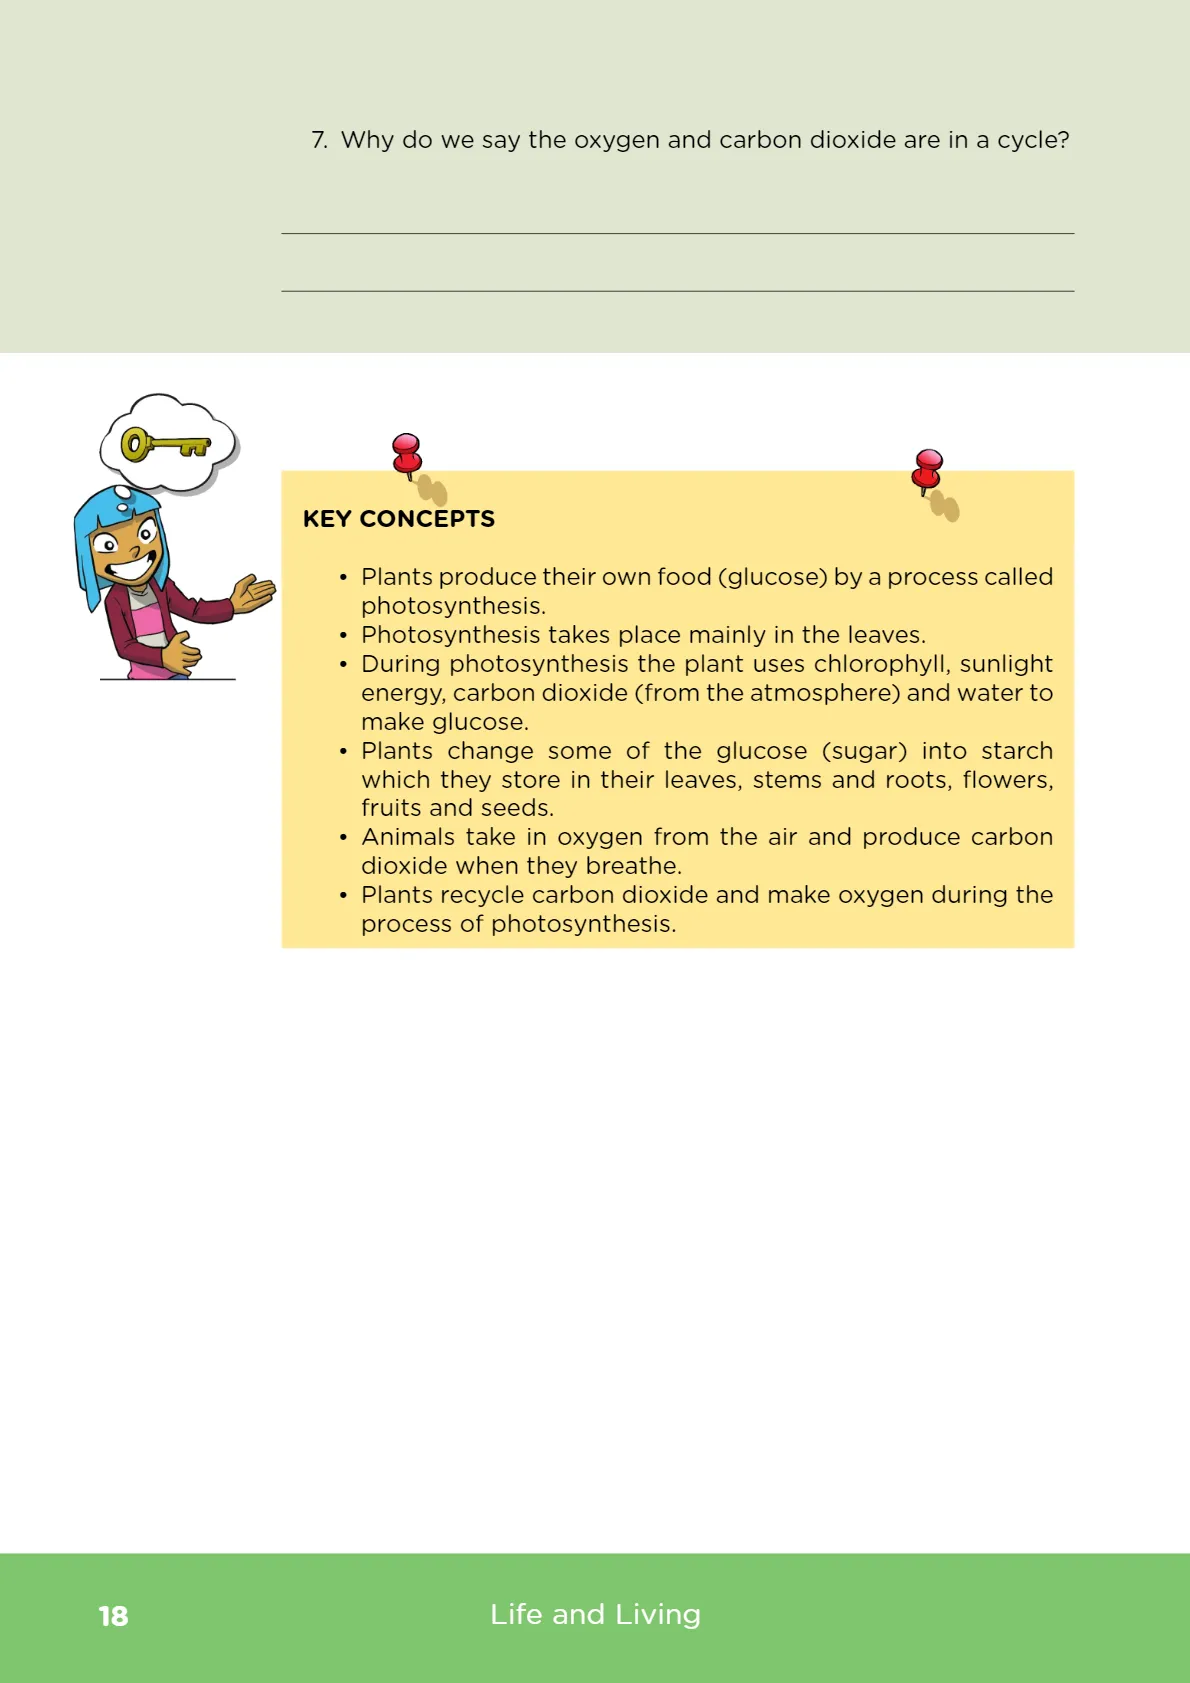 7. Why do we say the oxygen and carbon dioxide are in a cycle?
KEY CONCEPTS
• Plants produce their own food (glucose) by a process called
photosynthesis.
• Photosynthesis takes place mainly in the leaves.
• During photosynthesis the plant uses chlorophyll, sunlight
energy, carbon dioxide (from the atmosphere) and water to
make glucose.
• Plants change some of the glucose (sugar) into starch
which they store in their leaves, stems and roots, flowers,
fruits and seeds.
• Animals take in oxygen from the air and produce carbon
dioxide when they breathe.
• Plants recycle carbon dioxide and make oxygen during the
process of photosynthesis.
18
Life and Living